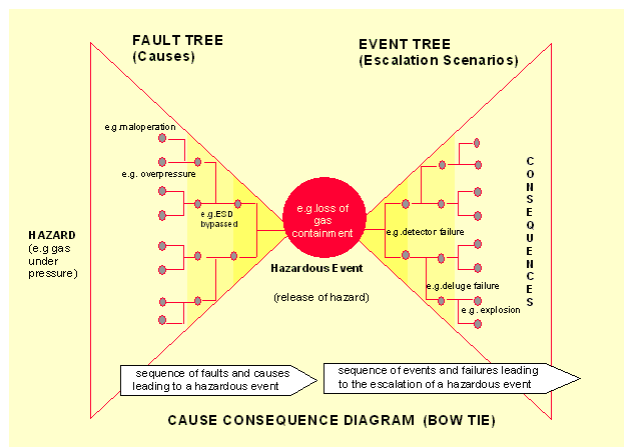 FAULT TREE
(Causes)
EVENT TREE
(Escalation Scenarios)
e.g.maloperation
e.g. overpressure
e.g.ESD
bypassed
HAZARD
(e.g gas
under
pressure)
e.g.loss of
gas
containment
Hazardous Event
(release of hazard)
e.g.detector failure
e.g.deluge failure
e.g. explosion
CONSEQUENCES
sequence of faults and causes
leading to a hazardous event
sequence of events and failures leading
to the escalation of a hazardous event
CAUSE CONSEQUENCE DIAGRAM (BOW TIE)